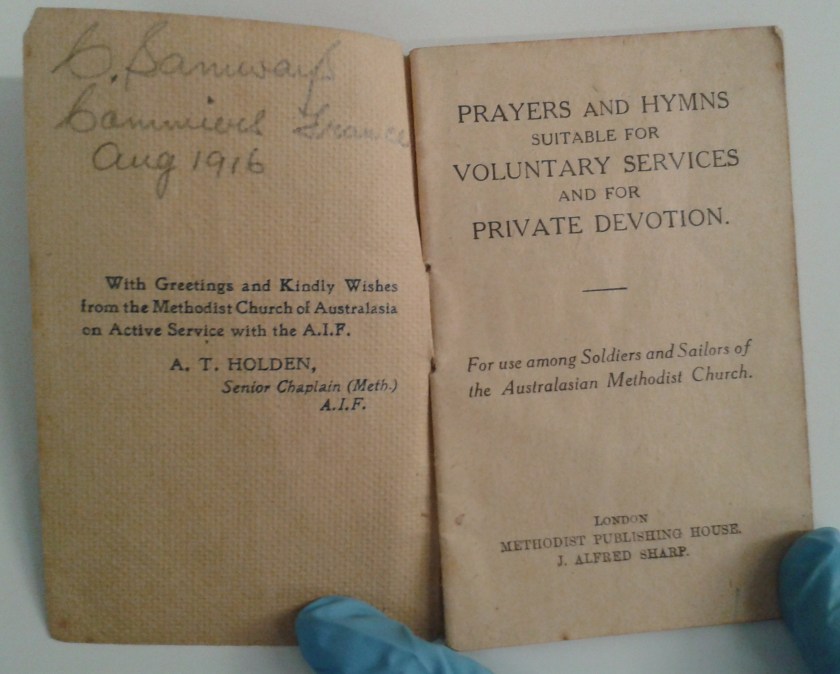 C. Samways
Camiers France
Aug 1916
With Greetings and Kindly Wishes
from the Methodist Church of Australasia
on Active Service with the A.I.F.
A. T. HOLDEN,
Senior Chaplain (Meth.)
A.I.F.
PRAYERS AND HYMNS
SUITABLE FOR
VOLUNTARY SERVICES
AND FOR
PRIVATE DEVOTION.
For use among Soldiers and Sailors of
the Australasian Methodist Church.
LONDON
METHODIST PUBLISHING HOUSE.
J. ALFRED SHARP.